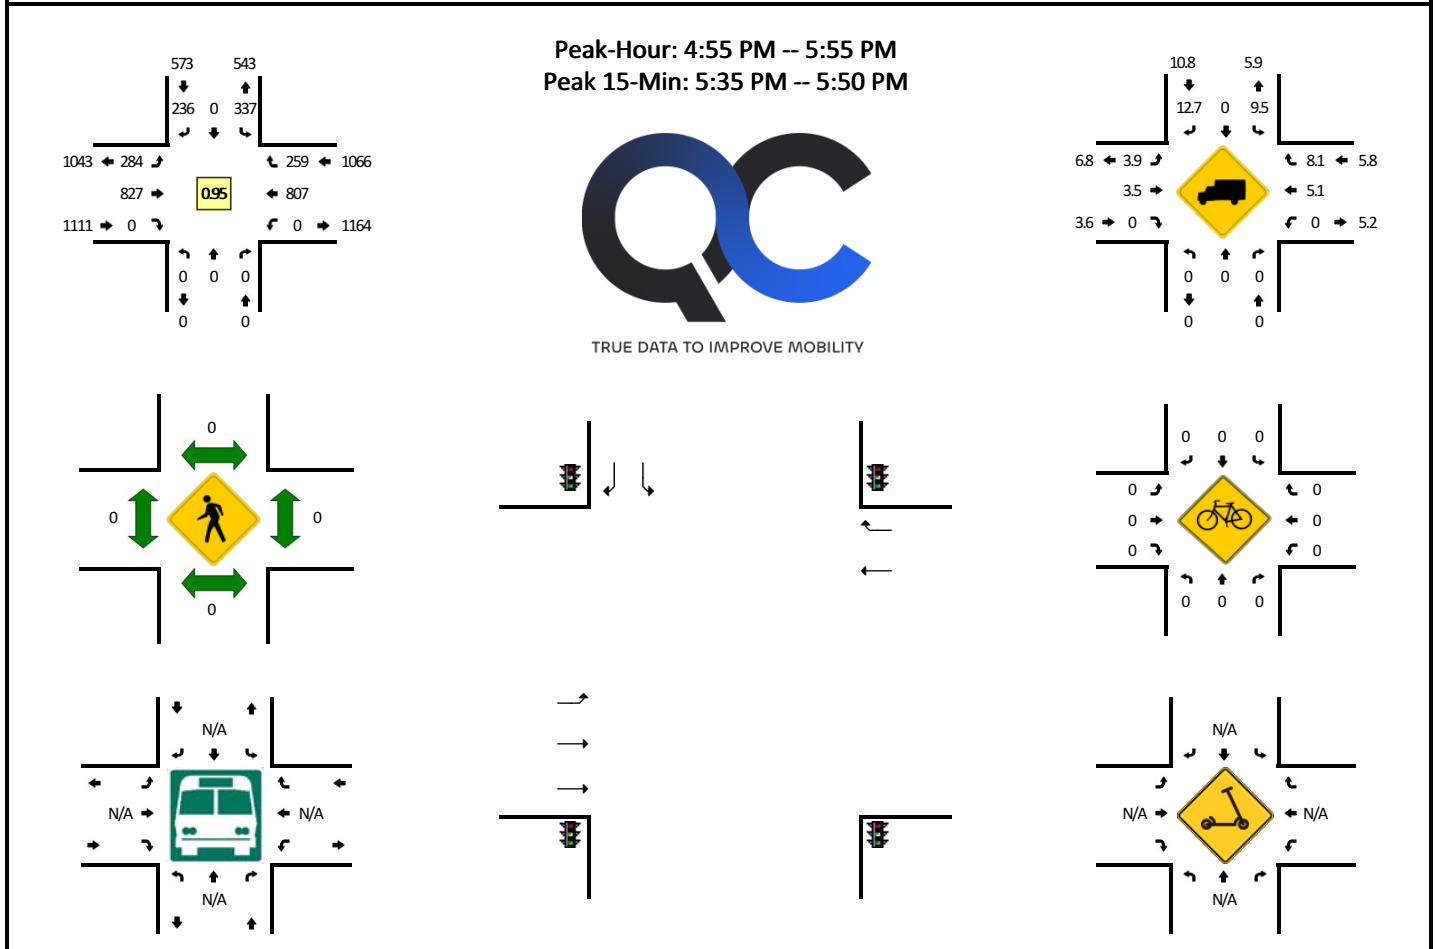 Peak-Hour: 4:55 PM -- 5:55 PM
Peak 15-Min: 5:35 PM -- 5:50 PM
573 543
236 0 337
1043 284 259 1066
827 0.95 807
1111 0 0 1164
0 0 0
0 0
10.8 5.9
12.7 0 9.5
6.8 3.9 8.1 5.8
3.5 5.1
3.6 0 0 5.2
0 0 0
0 0
QC
TRUE DATA TO IMPROVE MOBILITY
0
0 0
0
0 0 0
0 0
0 0
0 0
0 0 0
N/A
N/A N/A
N/A
N/A
N/A N/A
N/A